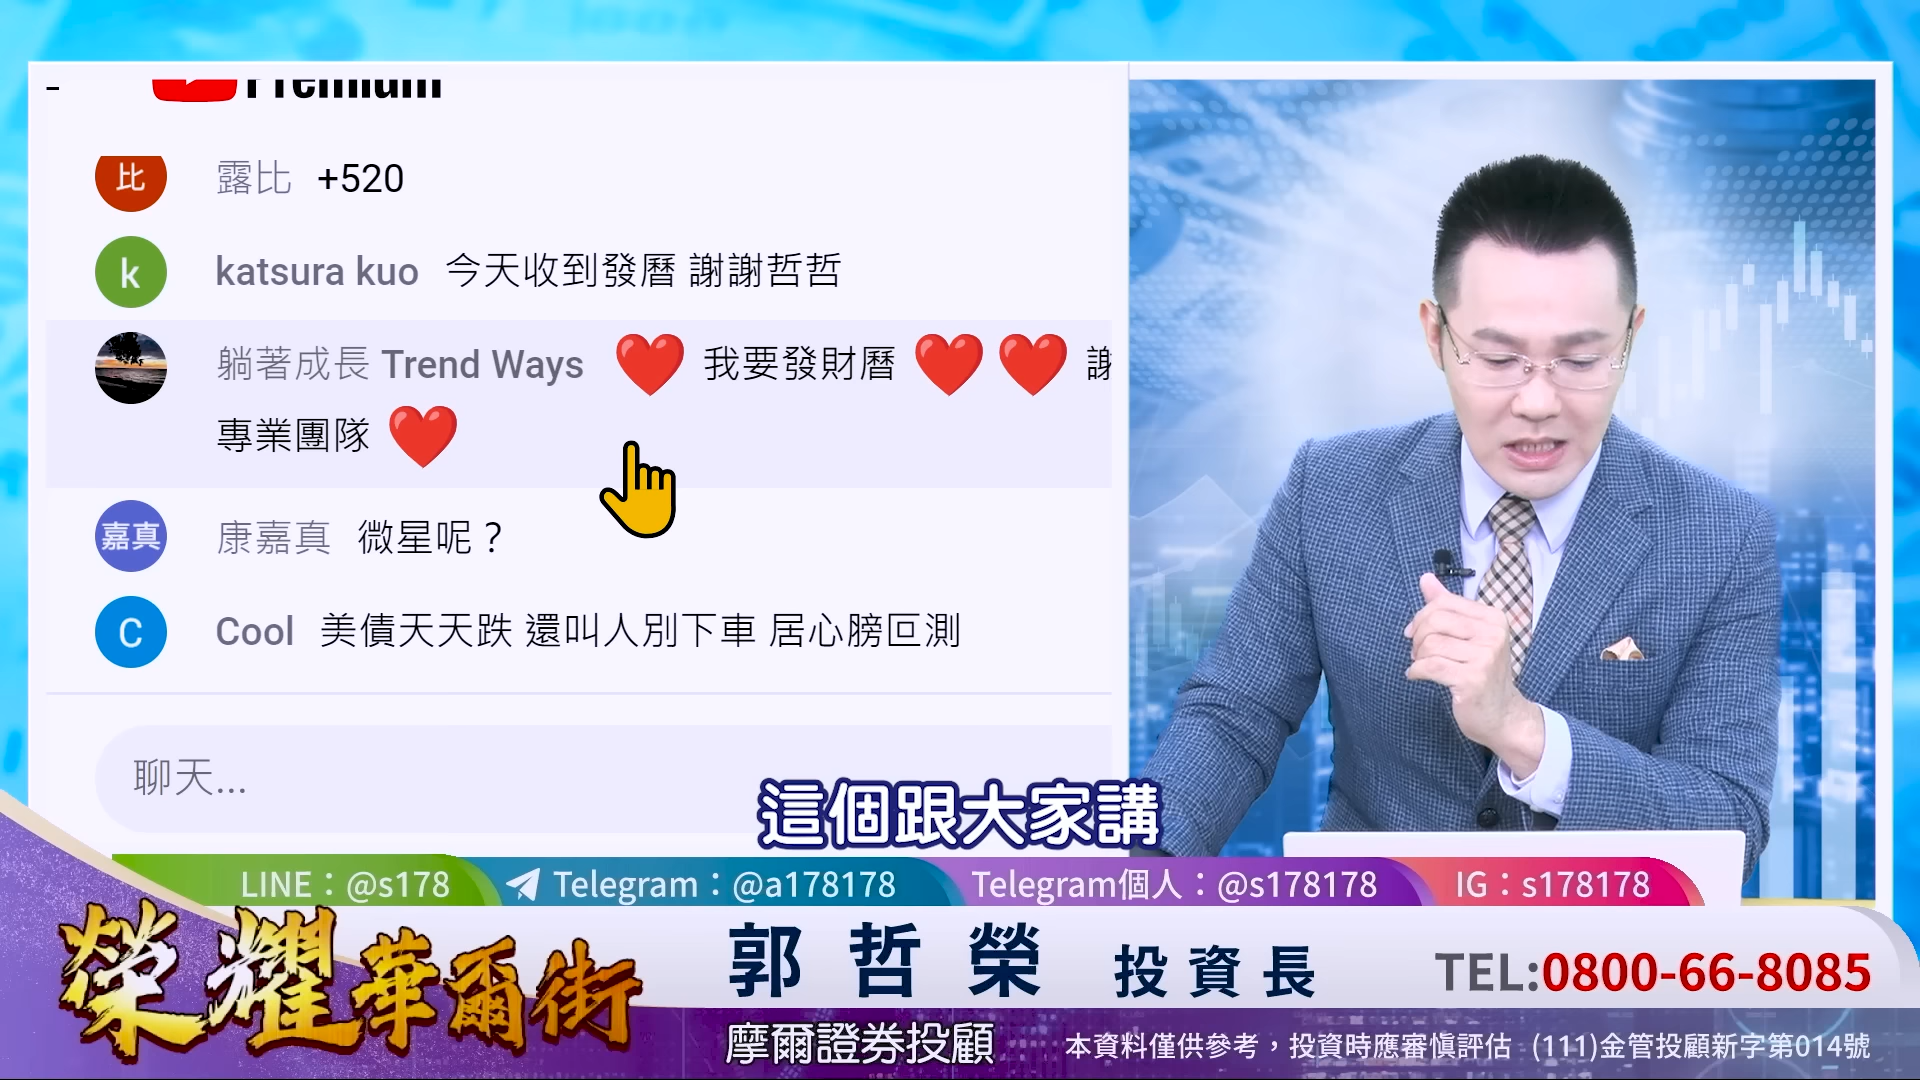 Premium
比
露比 +520
k
katsura kuo 今天收到發曆 謝謝哲哲
躺著成長 Trend Ways ❤️ 我要發財曆 ❤️❤️ 謝
專業團隊 ❤️
嘉真
康嘉真 微星呢？
C
Cool 美債天天跌 還叫人別下車 居心膀叵測
聊天...
這個跟大家講
LINE：@s178
Telegram：@a178178
Telegram個人：@s178178
IG：s178178
榮耀華爾街
郭哲榮 投資長
TEL:0800-66-8085
摩爾證券投顧
本資料僅供參考，投資時應審慎評估 (111)金管投顧新字第014號